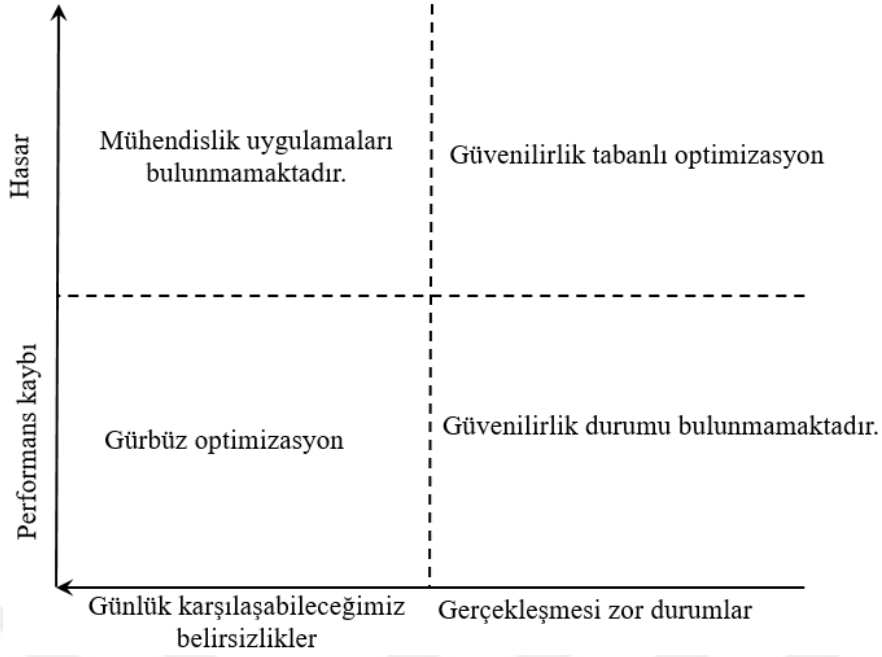 Hasar
Mühendislik uygulamaları
bulunmamaktadır.
Güvenilirlik tabanlı optimizasyon
Performans kaybı
Gürbüz optimizasyon
Güvenilirlik durumu bulunmamaktadır.
Günlük karşılaşabileceğimiz
belirsizlikler
Gerçekleşmesi zor durumlar